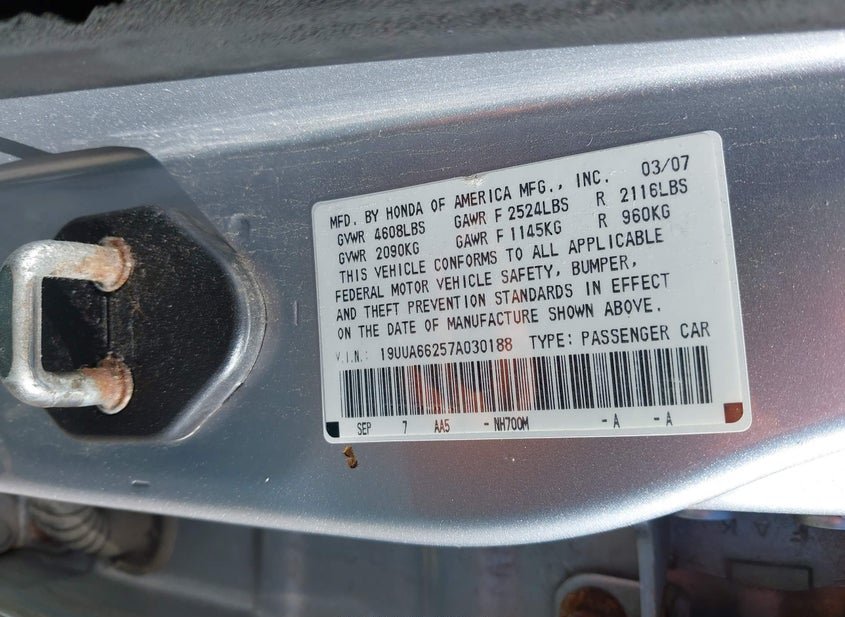 MFD. BY HONDA OF AMERICA MFG., INC. 03/07
GVWR 4608LBS GAWR F 2524LBS R 2116LBS
GVWR 2090KG GAWR F 1145KG R 960KG
THIS VEHICLE CONFORMS TO ALL APPLICABLE
FEDERAL MOTOR VEHICLE SAFETY, BUMPER,
AND THEFT PREVENTION STANDARDS IN EFFECT
ON THE DATE OF MANUFACTURE SHOWN ABOVE.
V.I.N.: 19UUA66257A030188 TYPE: PASSENGER CAR
SEP 7 AA5 -NH700M -A -A